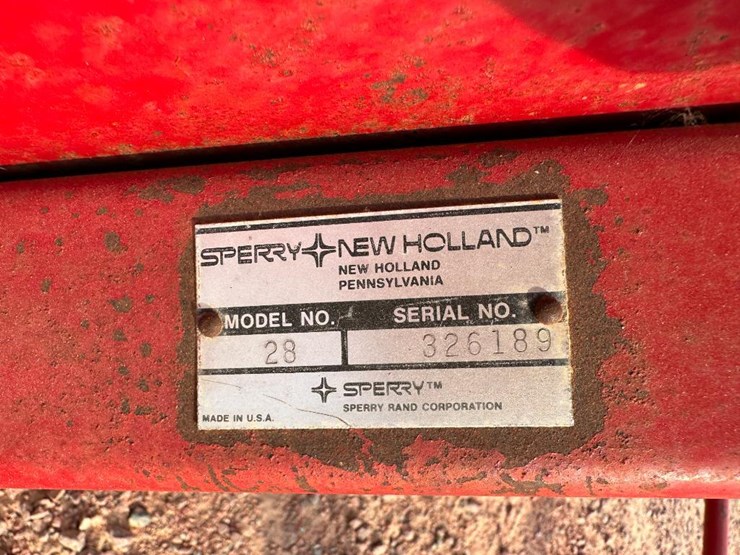 SPERRY NEW HOLLAND™
NEW HOLLAND
PENNSYLVANIA
MODEL NO. SERIAL NO.
28 326189
SPERRY™
SPERRY RAND CORPORATION
MADE IN U.S.A.